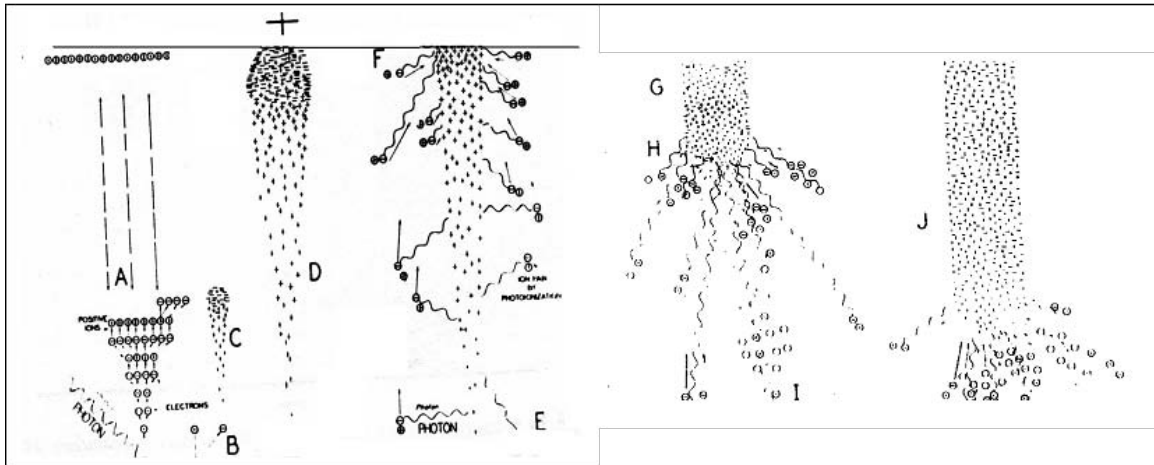 +
F
G
H
A
D
J
POSITIVE
IONS
C
ION PAIR
BY
PHOTOIONIZATION
PHOTON
ELECTRONS
B
Photon
PHOTON
E
I